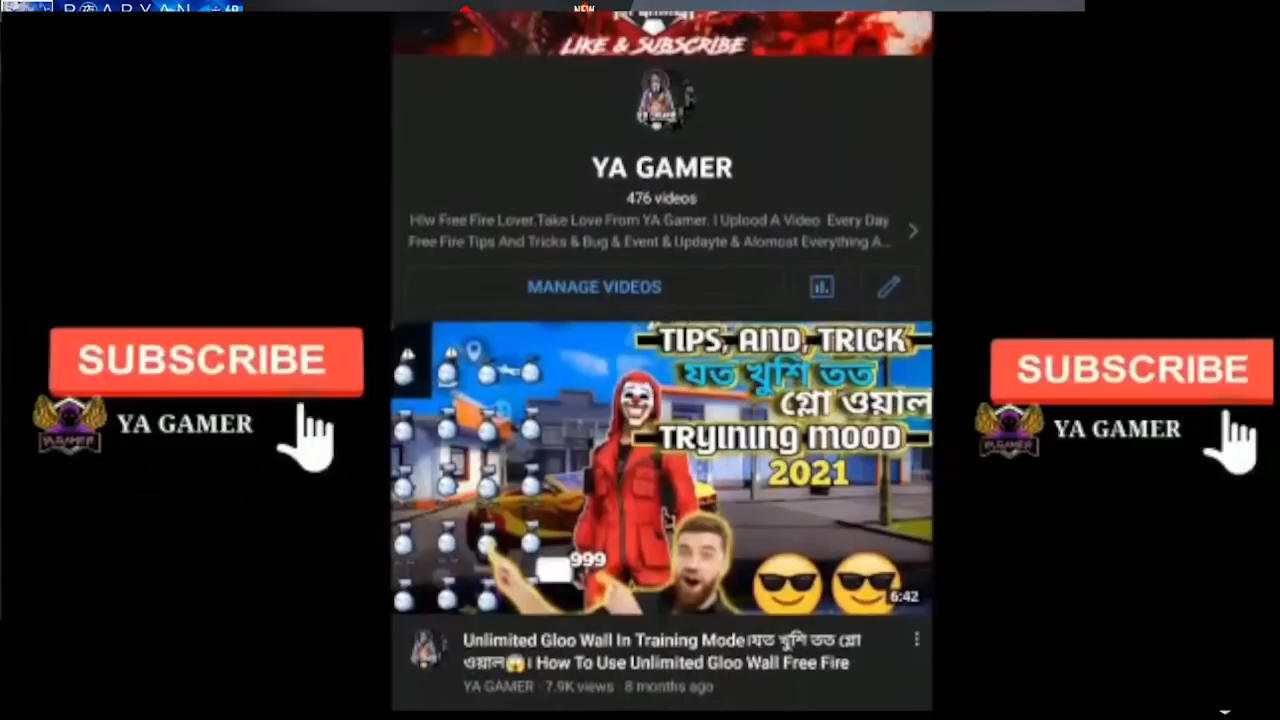 NEW
LIKE & SUBSCRIBE
YA GAMER
476 videos
Hlw Free Fire Lover.Take Love From YA Gamer. I Uplood A Video Every Day
Free Fire Tips And Tricks & Bug & Event & Updayte & Alomost Everything A...
MANAGE VIDEOS
TIPS, AND, TRICK
যত খুশি তত
গ্লো ওয়াল
TRYINING MOOD
2021
999
6:42
Unlimited Gloo Wall In Training Mode।যত খুশি তত গ্লো
ওয়াল😱। How To Use Unlimited Gloo Wall Free Fire
YA GAMER · 7.9K views · 8 months ago
SUBSCRIBE
YA GAMER
SUBSCRIBE
YA GAMER